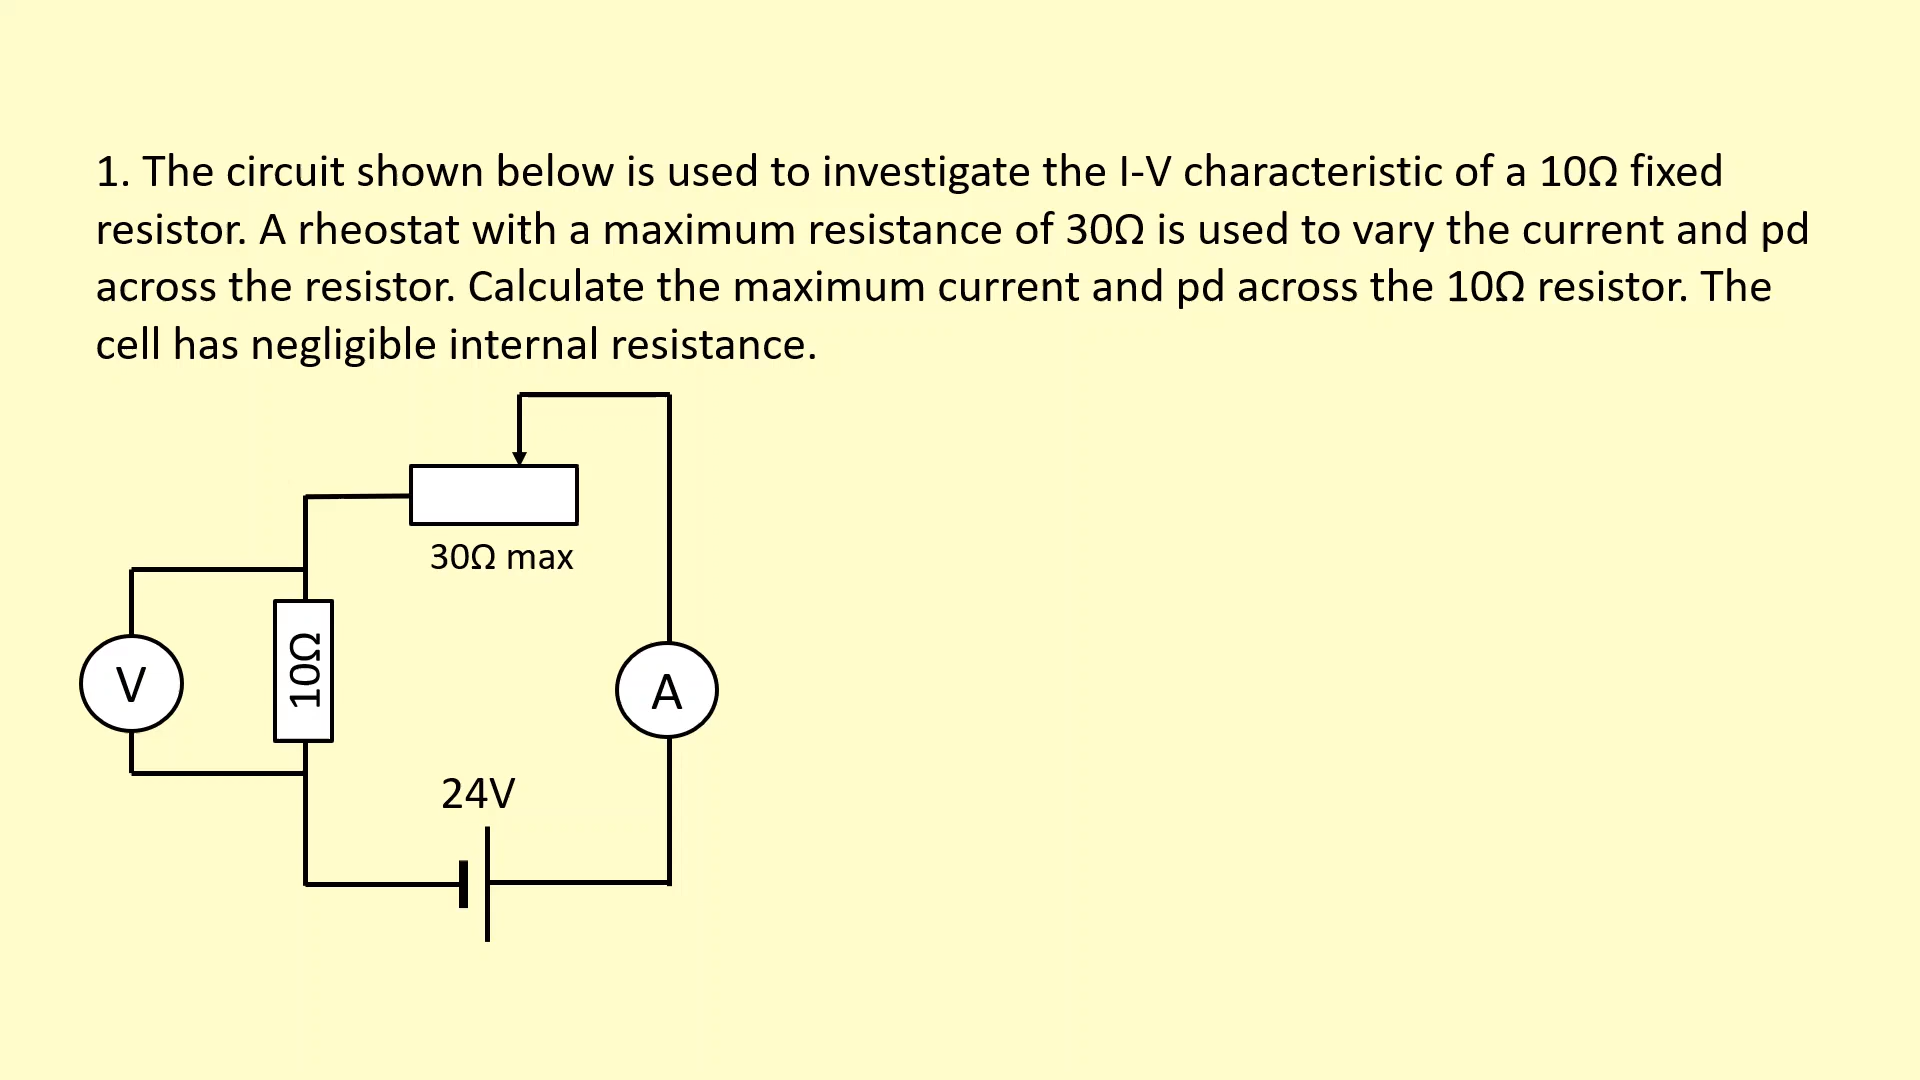 1. The circuit shown below is used to investigate the I-V characteristic of a 10Ω fixed
resistor. A rheostat with a maximum resistance of 30Ω is used to vary the current and pd
across the resistor. Calculate the maximum current and pd across the 10Ω resistor. The
cell has negligible internal resistance.
30Ω max
10Ω
V
A
24V